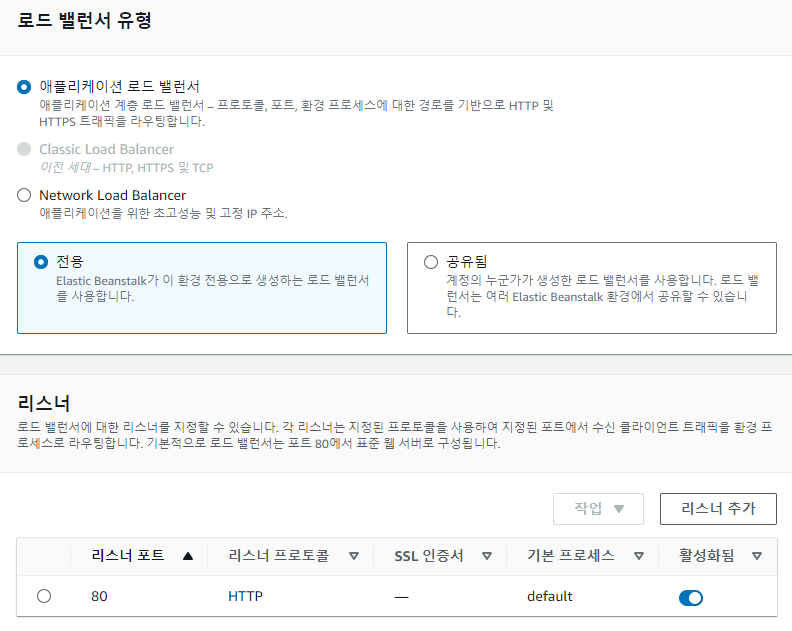 로드 밸런서 유형
애플리케이션 로드 밸런서
애플리케이션 계층 로드 밸런서 – 프로토콜, 포트, 환경 프로세스에 대한 경로를 기반으로 HTTP 및
HTTPS 트래픽을 라우팅합니다.
Classic Load Balancer
이전 세대 – HTTP, HTTPS 및 TCP
Network Load Balancer
애플리케이션을 위한 초고성능 및 고정 IP 주소.
전용
Elastic Beanstalk가 이 환경 전용으로 생성하는 로드 밸런서
를 사용합니다.
공유됨
계정의 누군가가 생성한 로드 밸런서를 사용합니다. 로드 밸
런서는 여러 Elastic Beanstalk 환경에서 공유할 수 있습니
다.
리스너
로드 밸런서에 대한 리스너를 지정할 수 있습니다. 각 리스너는 지정된 프로토콜을 사용하여 지정된 포트에서 수신 클라이언트 트래픽을 환경 프
로세스로 라우팅합니다. 기본적으로 로드 밸런서는 포트 80에서 표준 웹 서버로 구성됩니다.
작업 리스너 추가
리스너 포트 리스너 프로토콜 SSL 인증서 기본 프로세스 활성화됨
80 HTTP — default